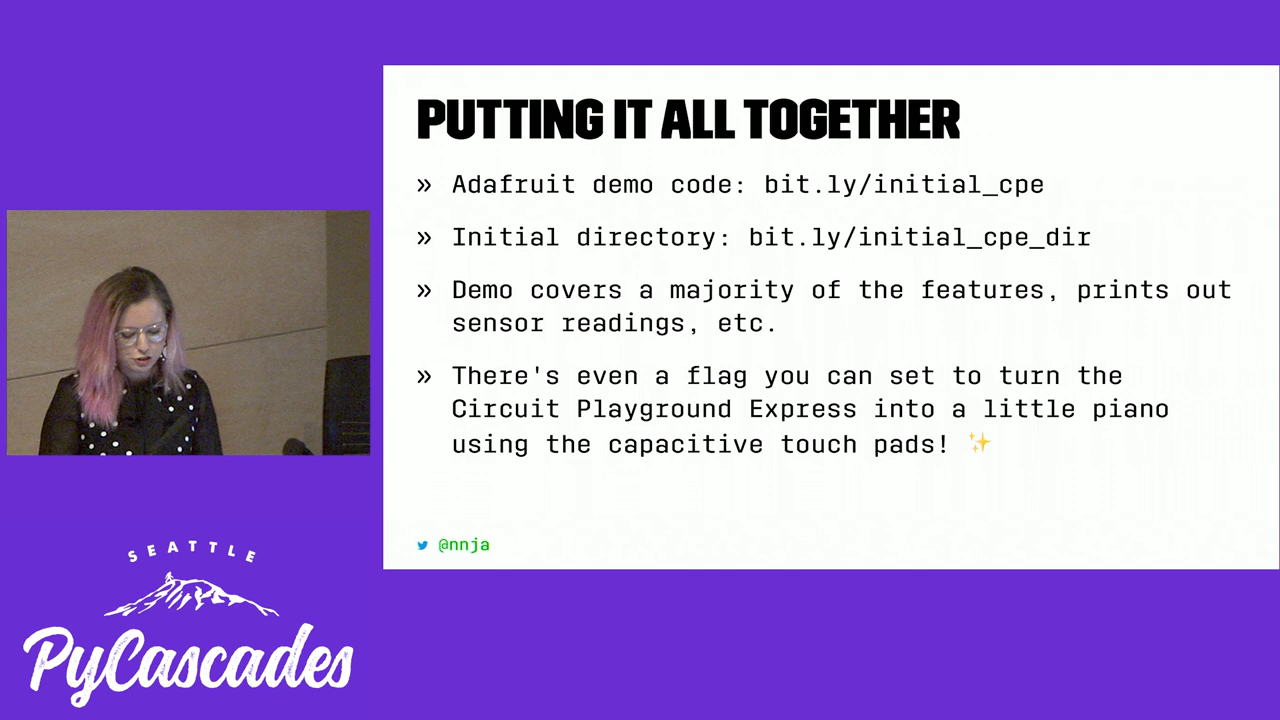 PUTTING IT ALL TOGETHER
» Adafruit demo code: bit.ly/initial_cpe
» Initial directory: bit.ly/initial_cpe_dir
» Demo covers a majority of the features, prints out
sensor readings, etc.
» There's even a flag you can set to turn the
Circuit Playground Express into a little piano
using the capacitive touch pads! ✨
@nnja
SEATTLE
PyCascades